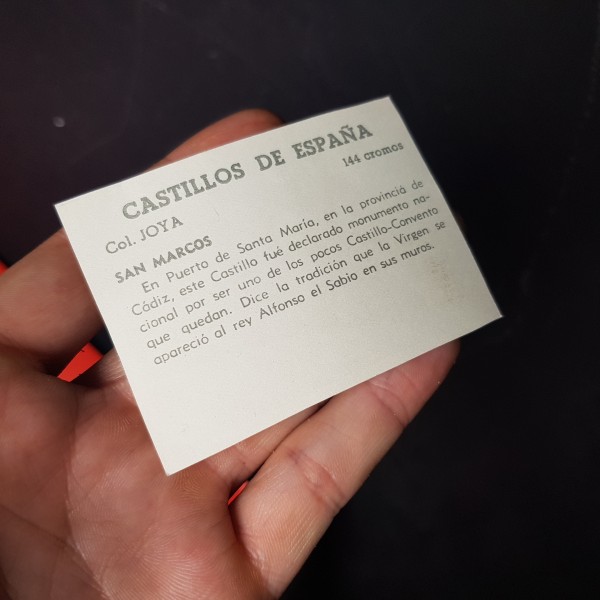 CASTILLOS DE ESPAÑA
144 cromos
Col. JOYA
SAN MARCOS
En Puerto de Santa María, en la provinciá de
Cádiz, este Castillo fué declarado monumento na-
cional por ser uno de los pocos Castillo-Convento
que quedan. Dice la tradición que la Virgen se
apareció al rey Alfonso el Sabio en sus muros.